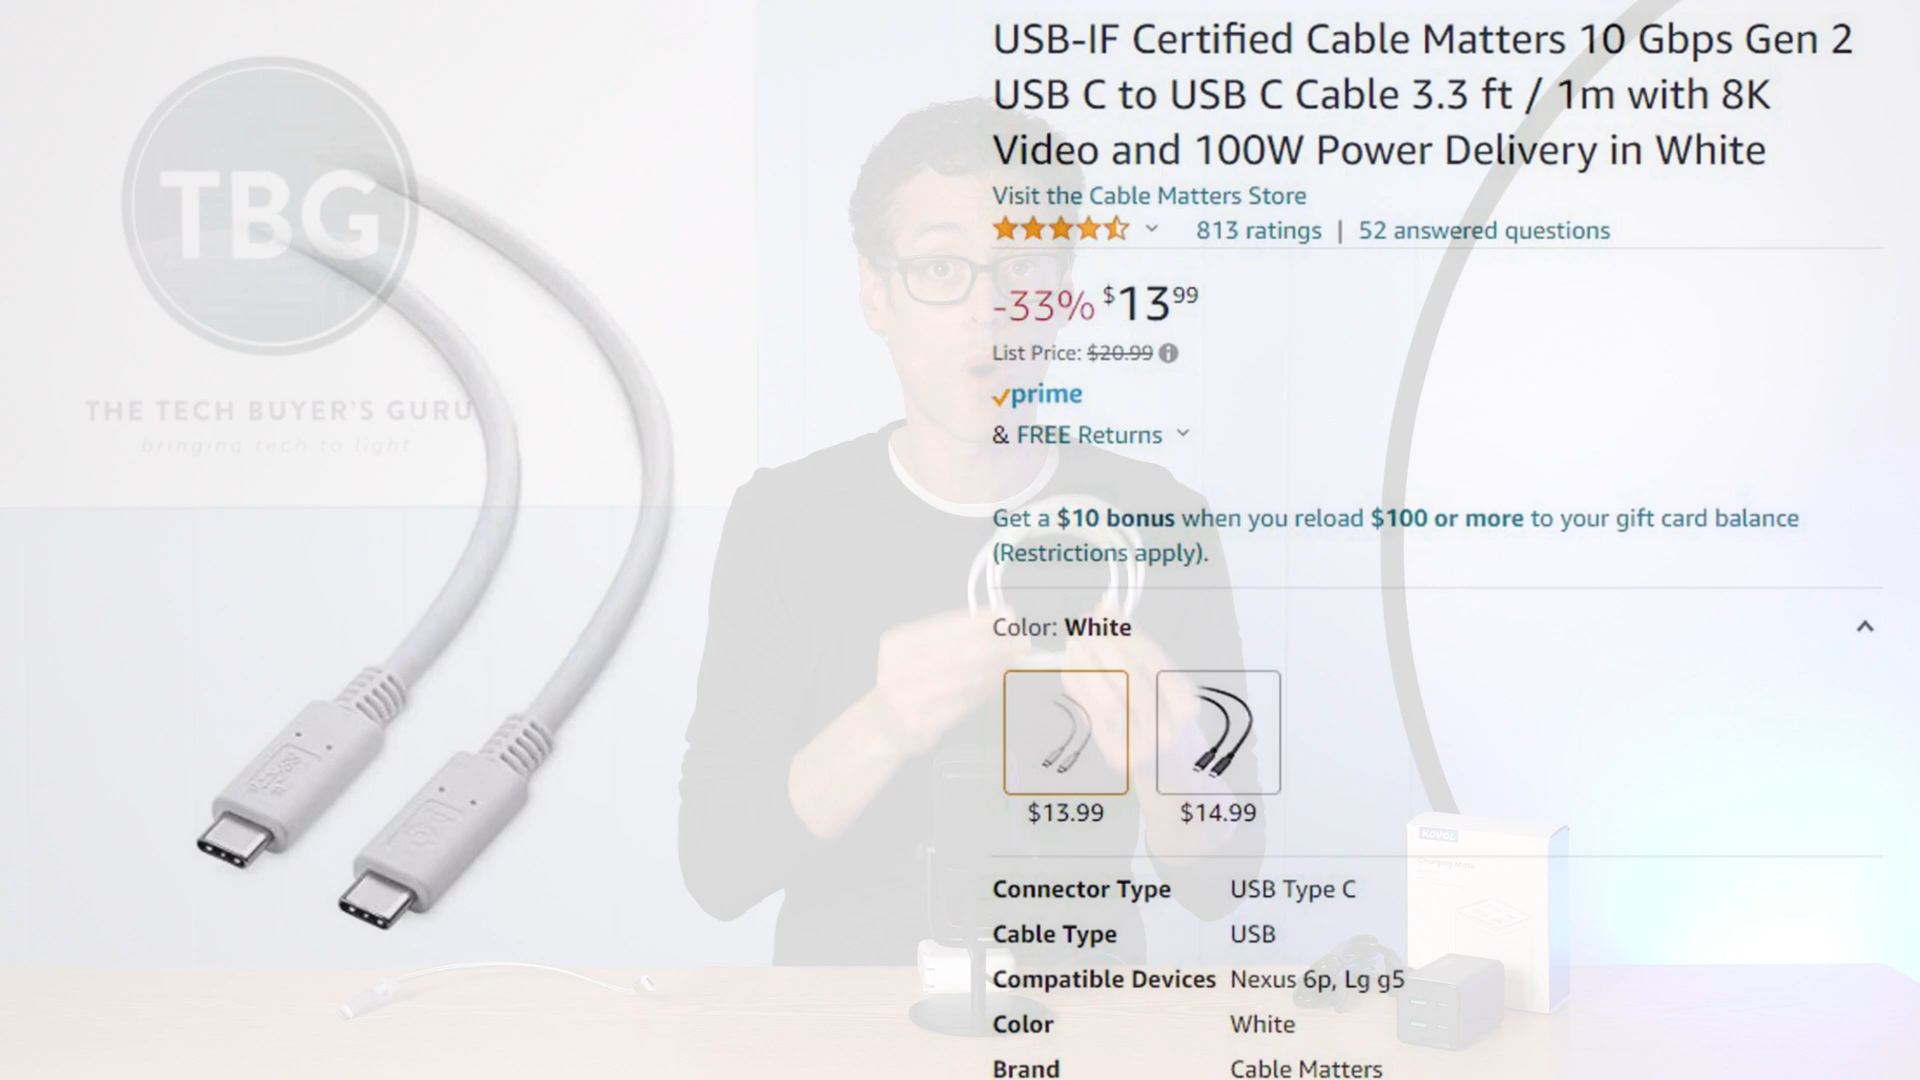 TBG
THE TECH BUYER'S GURU
bringing tech to light
USB-IF Certified Cable Matters 10 Gbps Gen 2
USB C to USB C Cable 3.3 ft / 1m with 8K
Video and 100W Power Delivery in White
Visit the Cable Matters Store
813 ratings | 52 answered questions
-33% $13 99
List Price: $20.99
prime
& FREE Returns
Get a $10 bonus when you reload $100 or more to your gift card balance
(Restrictions apply).
Color: White
$13.99 $14.99
KOVOL
Connector Type USB Type C
Cable Type USB
Compatible Devices Nexus 6p, Lg g5
Color White
Brand Cable Matters